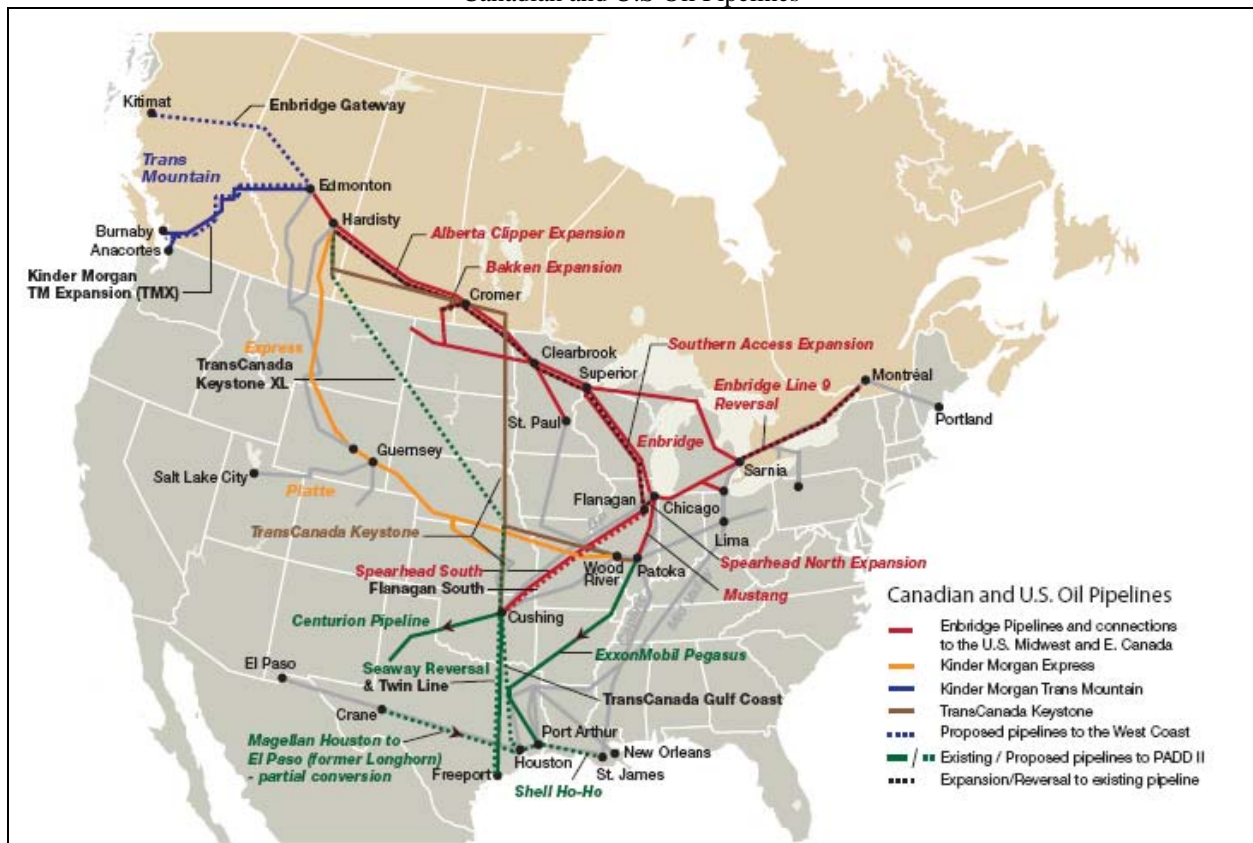 Canadian and U.S Oil Pipelines
Kitimat
Enbridge Gateway
Trans
Mountain
Edmonton
Hardisty
Burnaby
Anacortes
Alberta Clipper Expansion
Kinder Morgan
TM Expansion (TMX)
Bakken Expansion
Cromer
Express
TransCanada
Keystone XL
Clearbrook
Superior
Southern Access Expansion
Montréal
Enbridge Line 9
Reversal
St. Paul
Portland
Enbridge
Guernsey
Sarnia
Salt Lake City
Platte
Flanagan
Chicago
TransCanada Keystone
Lima
Spearhead South
Flanagan South
Wood
River
Patoka
Spearhead North Expansion
Mustang
Cushing
Centurion Pipeline
ExxonMobil Pegasus
El Paso
Seaway Reversal
& Twin Line
TransCanada Gulf Coast
Crane
Port Arthur
Magellan Houston to
El Paso (former Longhorn)
- partial conversion
Houston
New Orleans
St. James
Freeport
Shell Ho-Ho
Canadian and U.S. Oil Pipelines
Enbridge Pipelines and connections
to the U.S. Midwest and E. Canada
Kinder Morgan Express
Kinder Morgan Trans Mountain
TransCanada Keystone
Proposed pipelines to the West Coast
/ Existing / Proposed pipelines to PADD II
Expansion/Reversal to existing pipeline